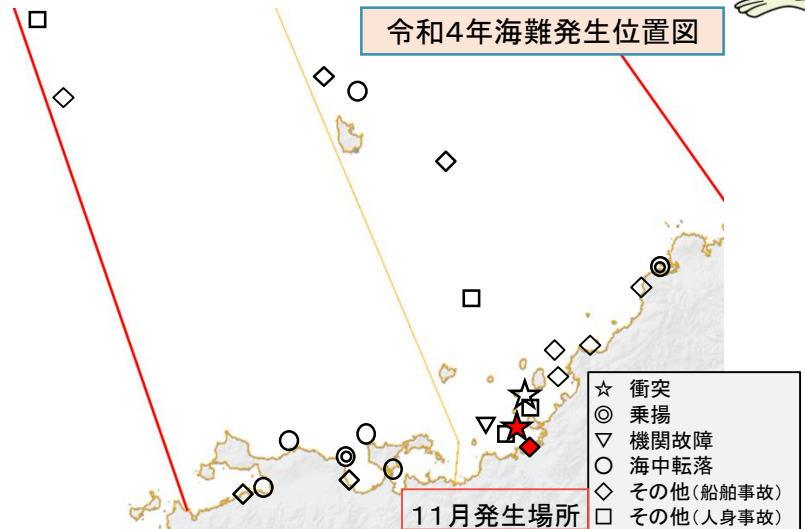 令和4年海難発生位置図
☆ 衝突
◎ 乗揚
▽ 機関故障
○ 海中転落
◇ その他(船舶事故)
□ その他(人身事故)
11月発生場所